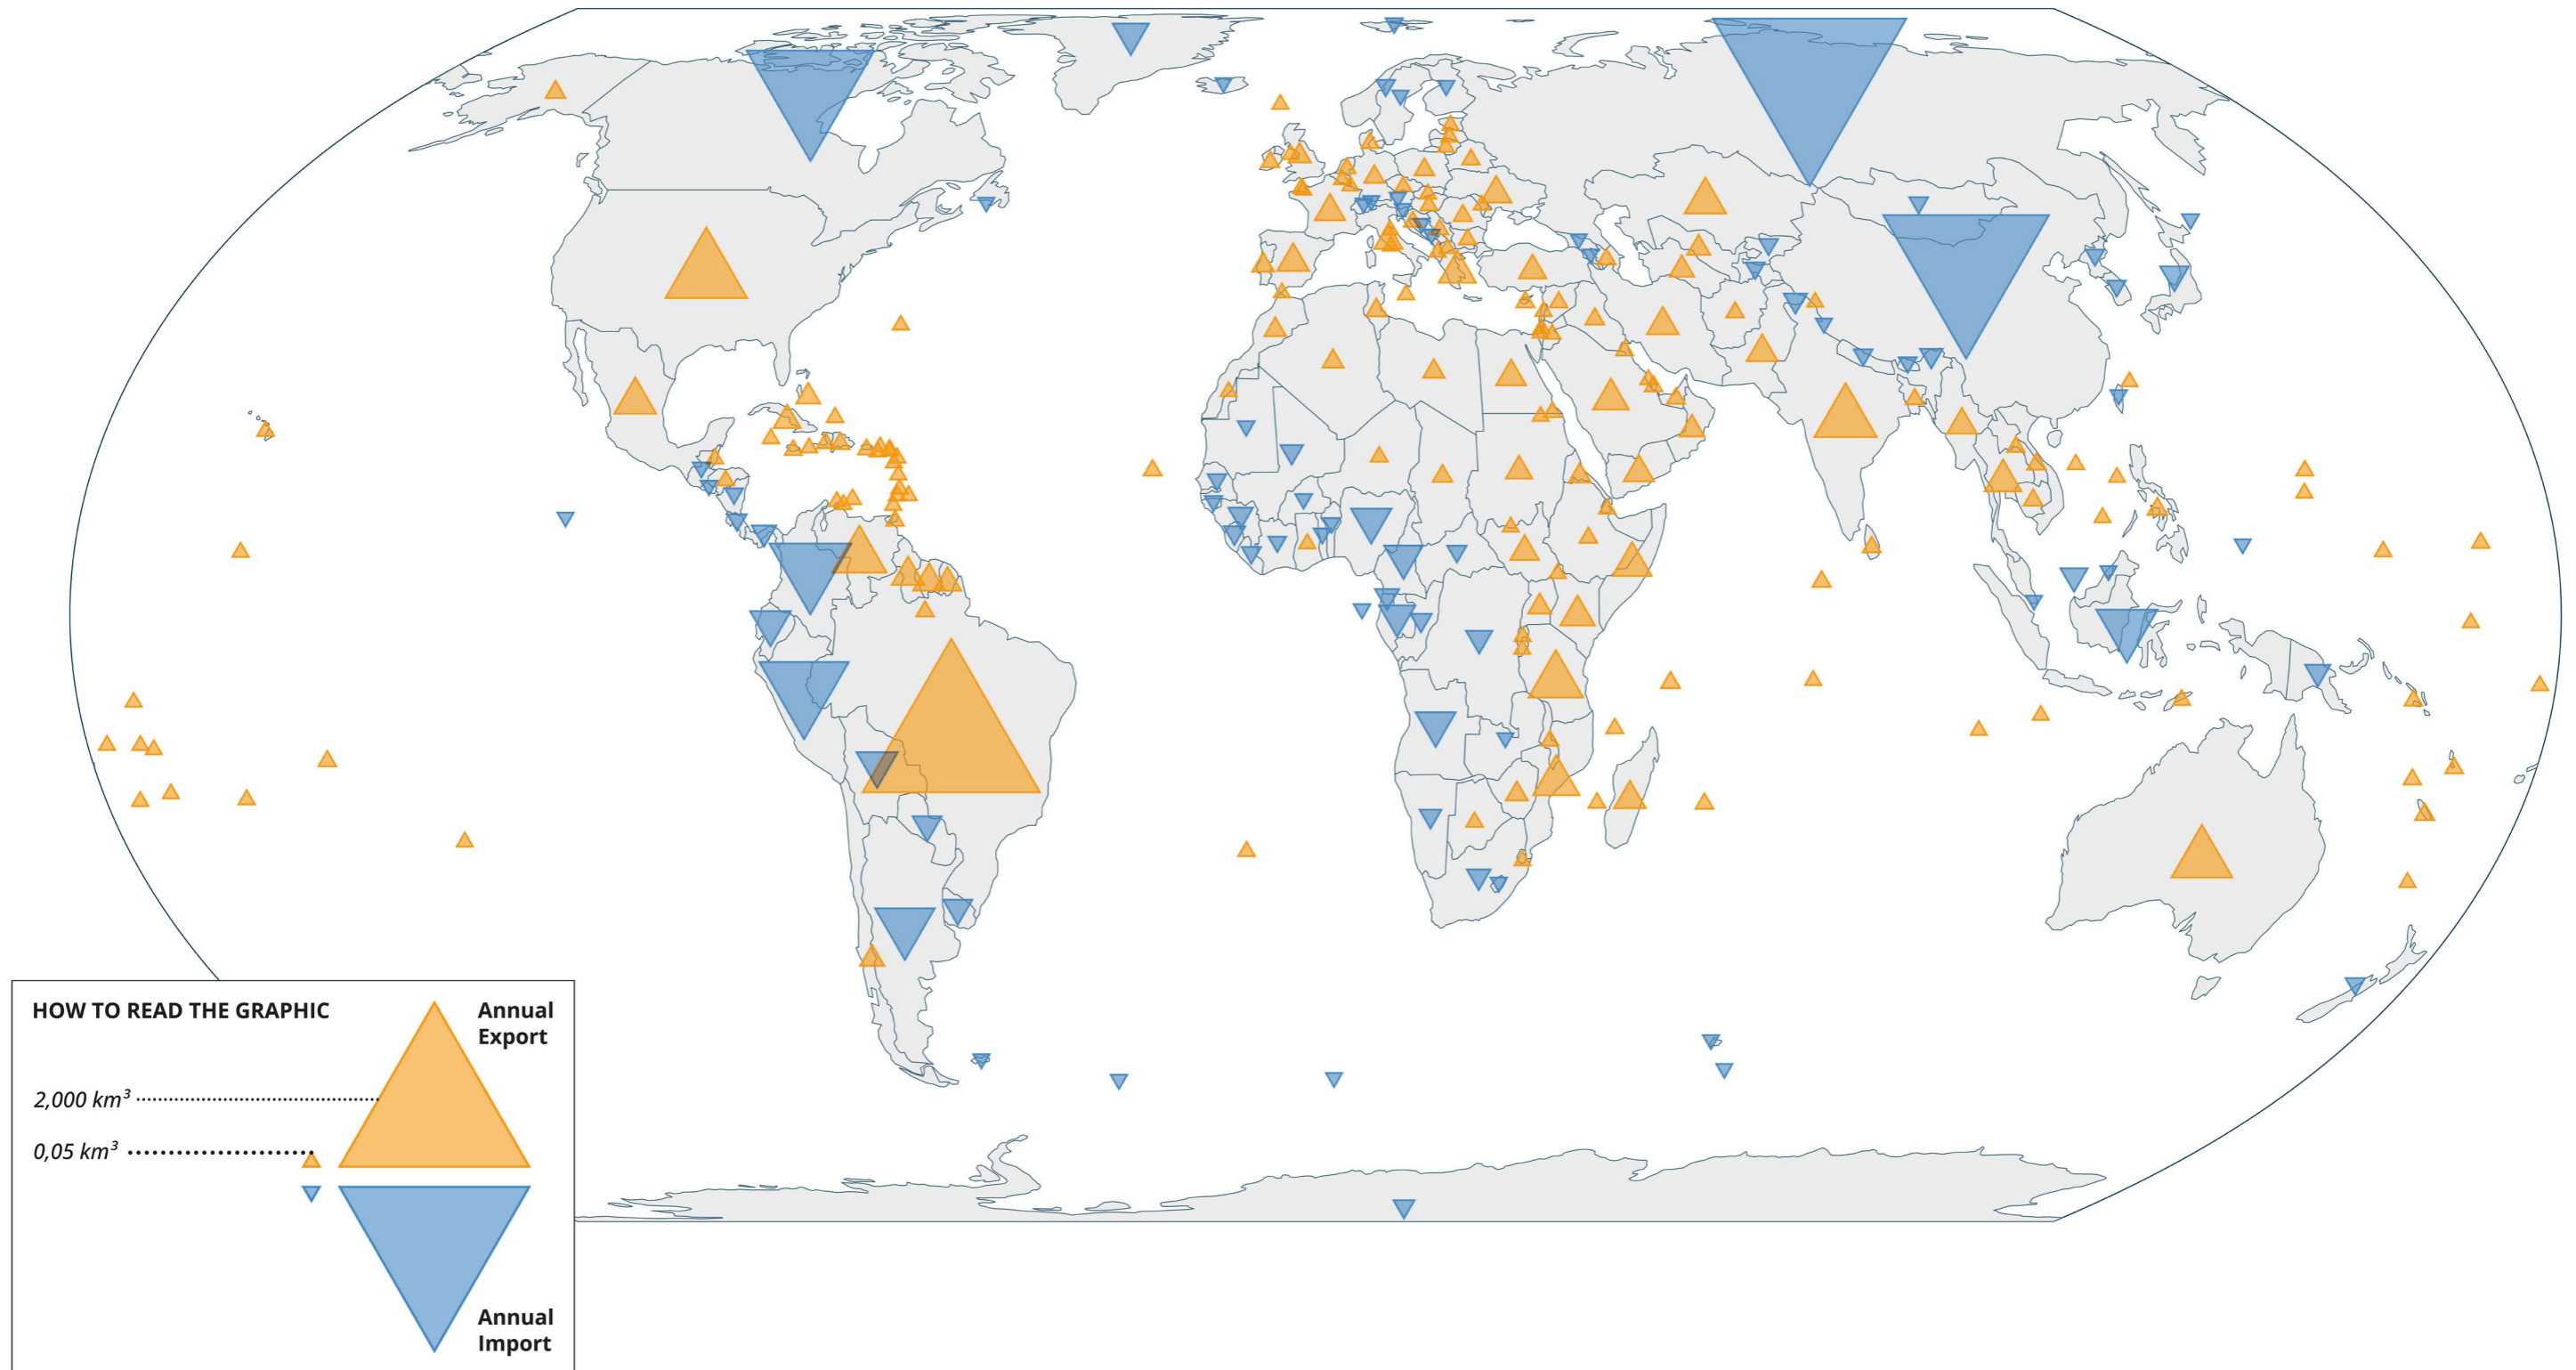 HOW TO READ THE GRAPHIC
Annual
Export
2,000 km³
0,05 km³
Annual
Import